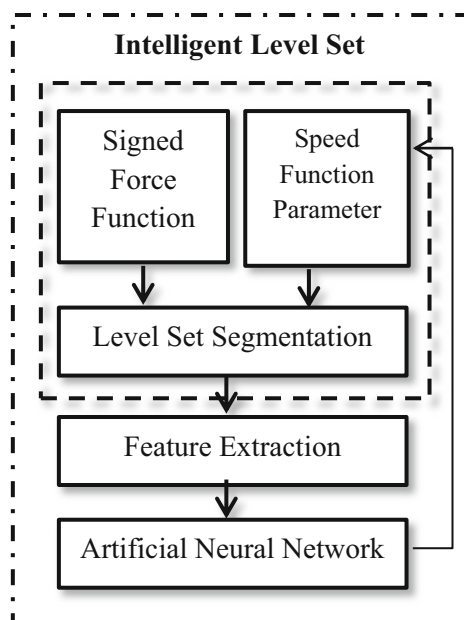 Intelligent Level Set
Signed
Force
Function
Speed
Function
Parameter
Level Set Segmentation
Feature Extraction
Artificial Neural Network